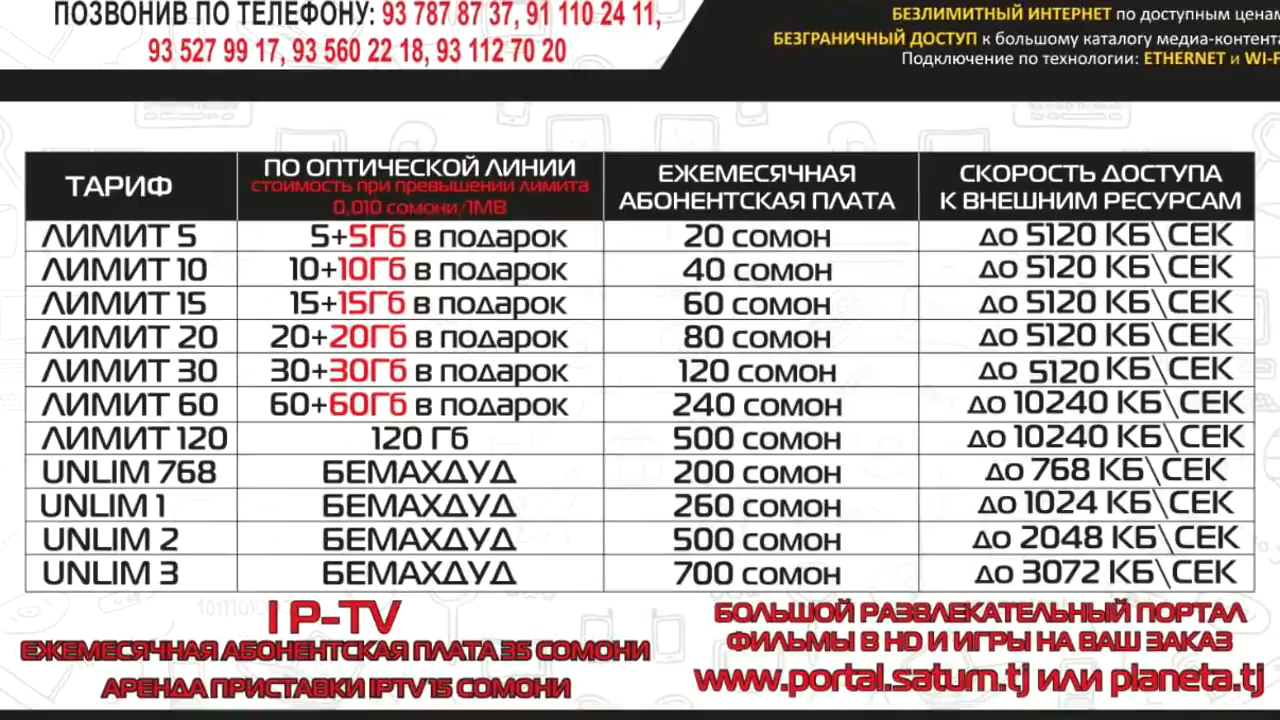 ПОЗВОНИВ ПО ТЕЛЕФОНУ: 93 787 87 37, 91 110 24 11,
93 527 99 17, 93 560 22 18, 93 112 70 20
БЕЗЛИМИТНЫЙ ИНТЕРНЕТ по доступным ценам
БЕЗГРАНИЧНЫЙ ДОСТУП к большому каталогу медиа-контента
Подключение по технологии: ETHERNET и WI-F
ТАРИФ
ПО ОПТИЧЕСКОЙ ЛИНИИ
стоимость при превышении лимита
0,010 сомони/1МВ
ЕЖЕМЕСЯЧНАЯ
АБОНЕНТСКАЯ ПЛАТА
СКОРОСТЬ ДОСТУПА
К ВНЕШНИМ РЕСУРСАМ
ЛИМИТ 5 5+5Гб в подарок 20 сомон до 5120 КБ\СЕК
ЛИМИТ 10 10+10Гб в подарок 40 сомон до 5120 КБ\СЕК
ЛИМИТ 15 15+15Гб в подарок 60 сомон до 5120 КБ\СЕК
ЛИМИТ 20 20+20Гб в подарок 80 сомон до 5120 КБ\СЕК
ЛИМИТ 30 30+30Гб в подарок 120 сомон до 5120 КБ\СЕК
ЛИМИТ 60 60+60Гб в подарок 240 сомон до 10240 КБ\СЕК
ЛИМИТ 120 120 Гб 500 сомон до 10240 КБ\СЕК
UNLIM 768 БЕМАХДУД 200 сомон до 768 КБ\СЕК
UNLIM 1 БЕМАХДУД 260 сомон до 1024 КБ\СЕК
UNLIM 2 БЕМАХДУД 500 сомон до 2048 КБ\СЕК
UNLIM 3 БЕМАХДУД 700 сомон до 3072 КБ\СЕК
IP-TV
ЕЖЕМЕСЯЧНАЯ АБОНЕНТСКАЯ ПЛАТА 35 СОМОНИ
АРЕНДА ПРИСТАВКИ IPTV 15 СОМОНИ
БОЛЬШОЙ РАЗВЛЕКАТЕЛЬНЫЙ ПОРТАЛ
ФИЛЬМЫ В HD И ИГРЫ НА ВАШ ЗАКАЗ
www.portal.saturn.tj или planeta.tj